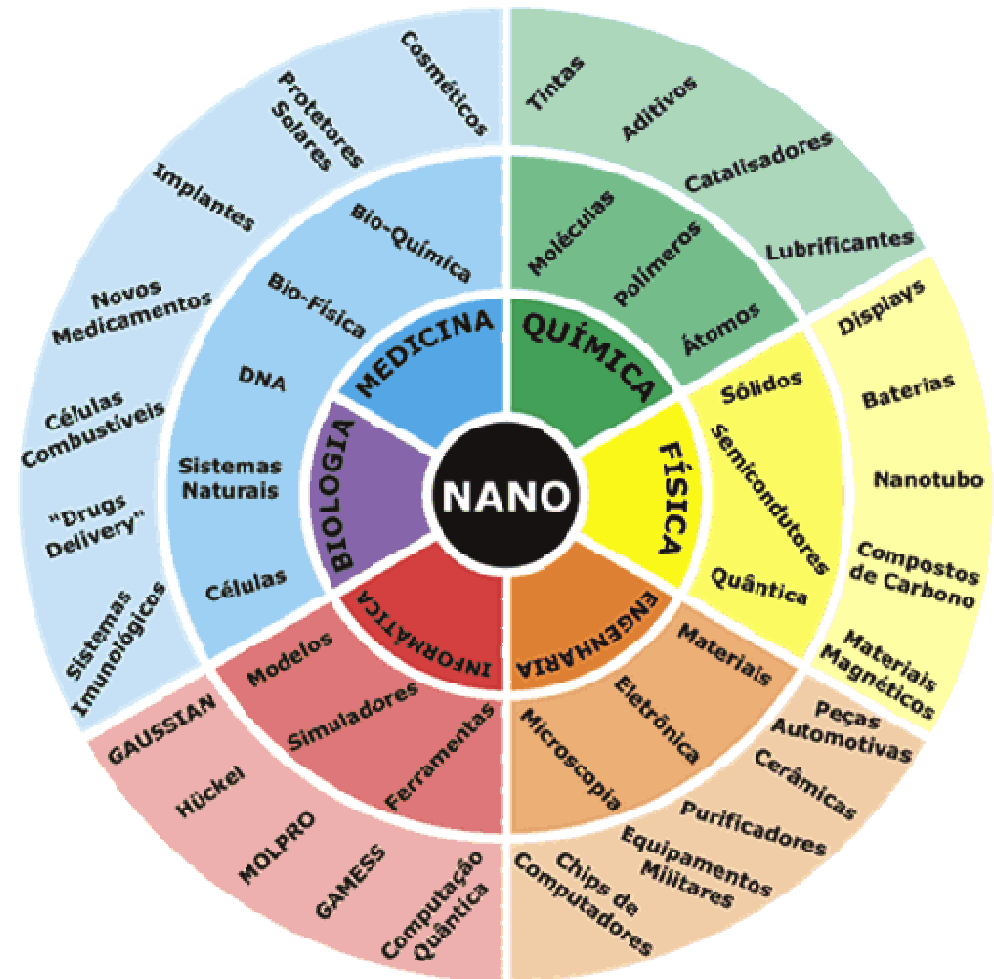 NANO
MEDICINA
QUÍMICA
FÍSICA
ENGENHARIA
INFORMÁTICA
BIOLOGIA
Moléculas
Polímeros
Átomos
Tintas
Aditivos
Catalisadores
Lubrificantes
Sólidos
Semicondutores
Quântica
Displays
Baterias
Nanotubo
Compostos
de Carbono
Materiais
Magnéticos
Materiais
Eletrônica
Microscopia
Peças
Automotivas
Cerâmicas
Purificadores
Equipamentos
Militares
Chips de
Computadores
Modelos
Simuladores
Ferramentas
GAUSSIAN
Hückel
MOLPRO
GAMESS
Computação
Quântica
Bio-Química
Bio-Física
DNA
Sistemas
Naturais
Células
Cosméticos
Protetores
Solares
Implantes
Novos
Medicamentos
Células
Combustíveis
"Drugs
Delivery"
Sistemas
Imunológicos